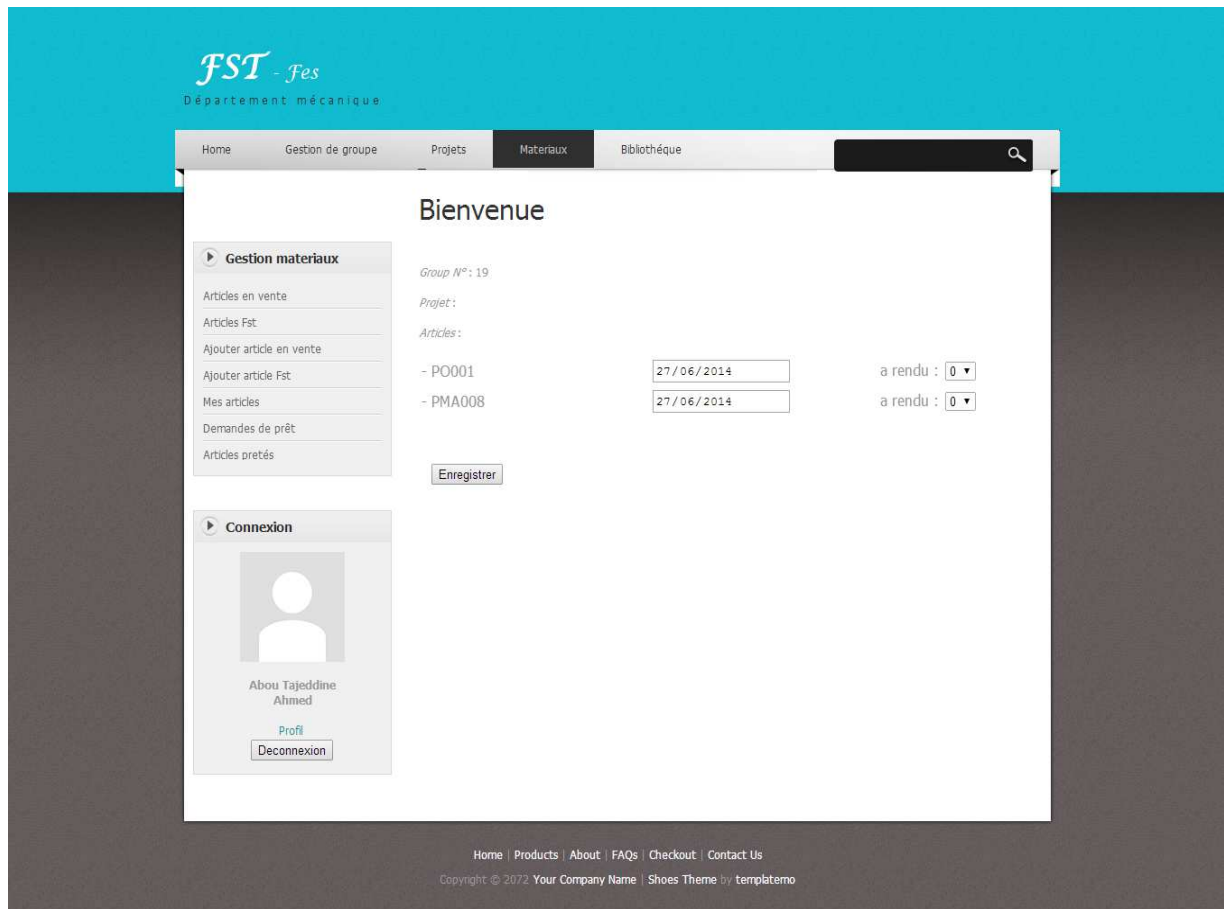 FST - Fes
Département mécanique
Home Gestion de groupe Projets Materiaux Bibliothéque
Bienvenue
Gestion materiaux
Articles en vente
Articles Fst
Ajouter article en vente
Ajouter article Fst
Mes articles
Demandes de prêt
Articles pretés
Group N° : 19
Projet :
Articles :
- PO001 27/06/2014 a rendu : 0
- PMA008 27/06/2014 a rendu : 0
Enregistrer
Connexion
Abou Tajeddine
Ahmed
Profil
Deconnexion
Home | Products | About | FAQs | Checkout | Contact Us
Copyright © 2072 Your Company Name | Shoes Theme by templatemo